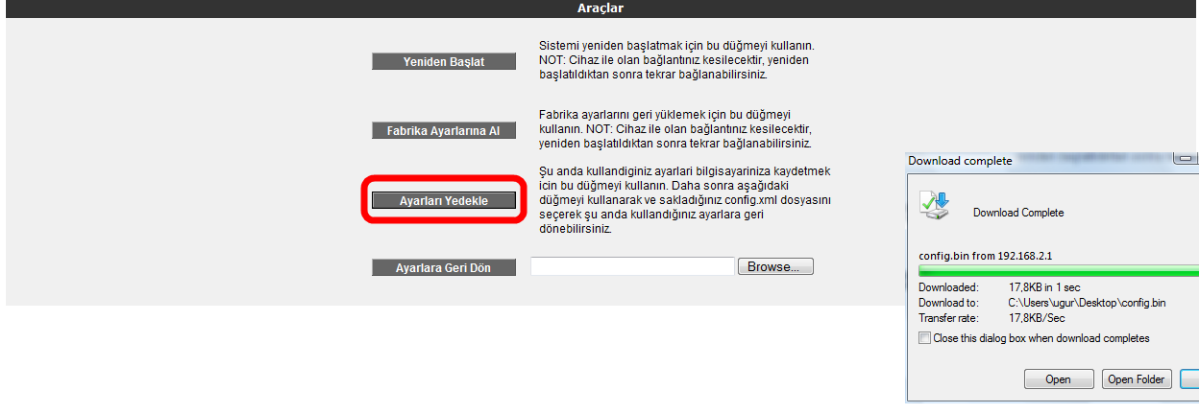 Araçlar
Yeniden Başlat
Sistemi yeniden başlatmak için bu düğmeyi kullanın.
NOT: Cihaz ile olan bağlantınız kesilecektir, yeniden
başlatıldıktan sonra tekrar bağlanabilirsiniz.
Fabrika Ayarlarına Al
Fabrika ayarlarını geri yüklemek için bu düğmeyi
kullanın. NOT: Cihaz ile olan bağlantınız kesilecektir,
yeniden başlatıldıktan sonra tekrar bağlanabilirsiniz.
Ayarları Yedekle
Şu anda kullandiginiz ayarlari bilgisayariniza kaydetmek
icin bu düğmeyi kullanın. Daha sonra aşağıdaki
düğmeyi kullanarak ve sakladığınız config.xml dosyasını
seçerek şu anda kullandığınız ayarlara geri
dönebilirsiniz.
Ayarlara Geri Dön
Browse...
Download complete
Download Complete
config.bin from 192.168.2.1
Downloaded: 17,8KB in 1 sec
Download to: C:\Users\ugur\Desktop\config.bin
Transfer rate: 17,8KB/Sec
Close this dialog box when download completes
Open
Open Folder